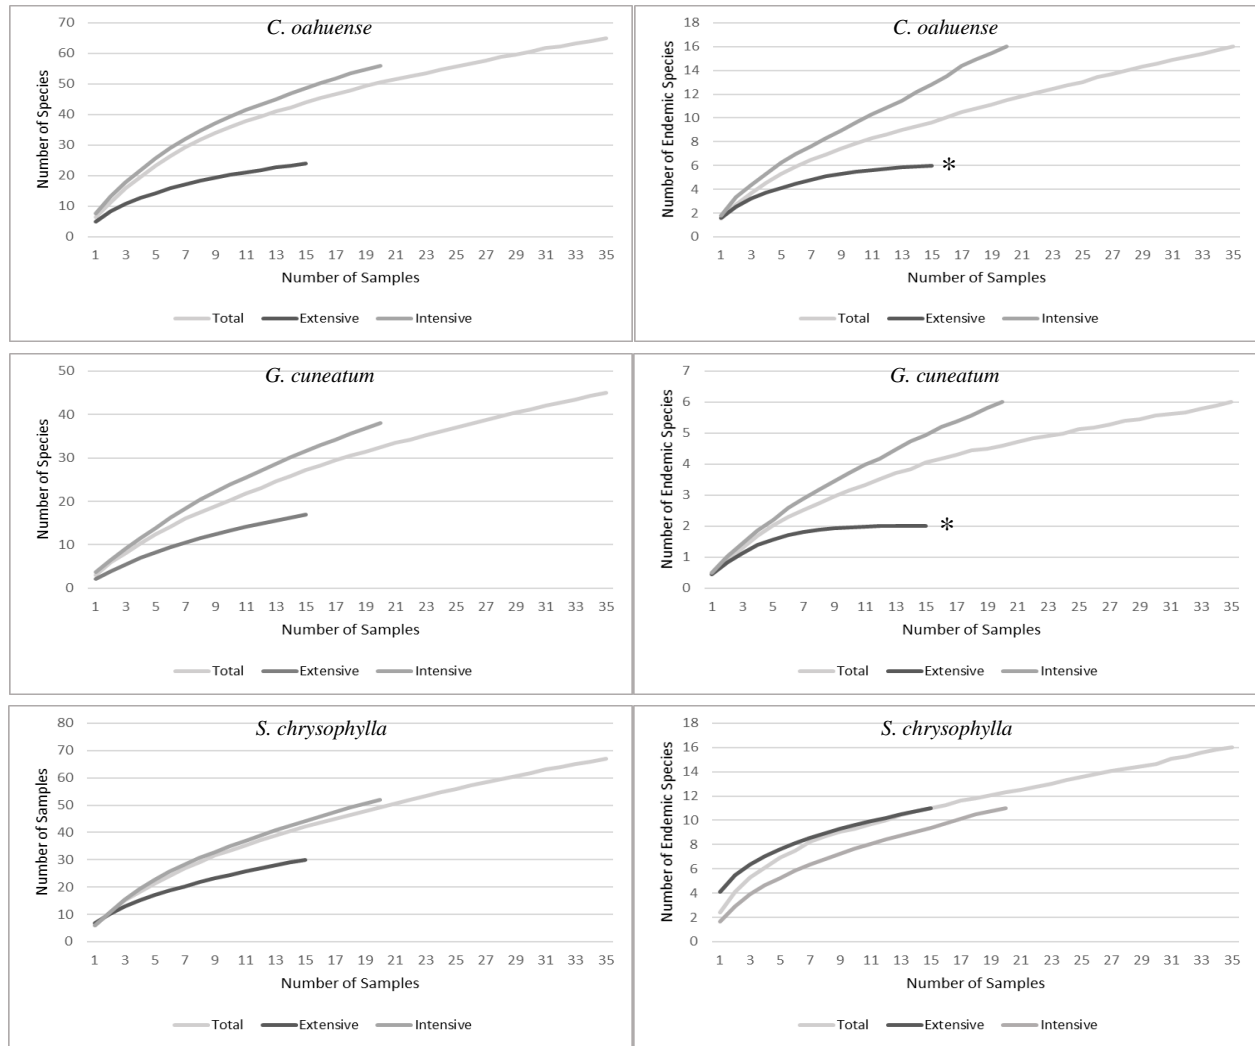 C. oahuense
70
60
50
40
30
20
10
0
Number of Species
1 3 5 7 9 11 13 15 17 19 21 23 25 27 29 31 33 35
Number of Samples
Total Extensive Intensive
C. oahuense
18
16
14
12
10
8
6
4
2
0
*
Number of Endemic Species
1 3 5 7 9 11 13 15 17 19 21 23 25 27 29 31 33 35
Number of Samples
Total Extensive Intensive
G. cuneatum
50
40
30
20
10
0
Number of Species
1 3 5 7 9 11 13 15 17 19 21 23 25 27 29 31 33 35
Number of Samples
Total Extensive Intensive
G. cuneatum
7
6
5
4
3
2
1
0
*
Number of Endemic Species
1 3 5 7 9 11 13 15 17 19 21 23 25 27 29 31 33 35
Number of Samples
Total Extensive Intensive
S. chrysophylla
80
70
60
50
40
30
20
10
0
Number of Samples
1 3 5 7 9 11 13 15 17 19 21 23 25 27 29 31 33 35
Number of Samples
Total Extensive Intensive
S. chrysophylla
18
16
14
12
10
8
6
4
2
0
Number of Endemic Species
1 3 5 7 9 11 13 15 17 19 21 23 25 27 29 31 33 35
Number of Samples
Total Extensive Intensive